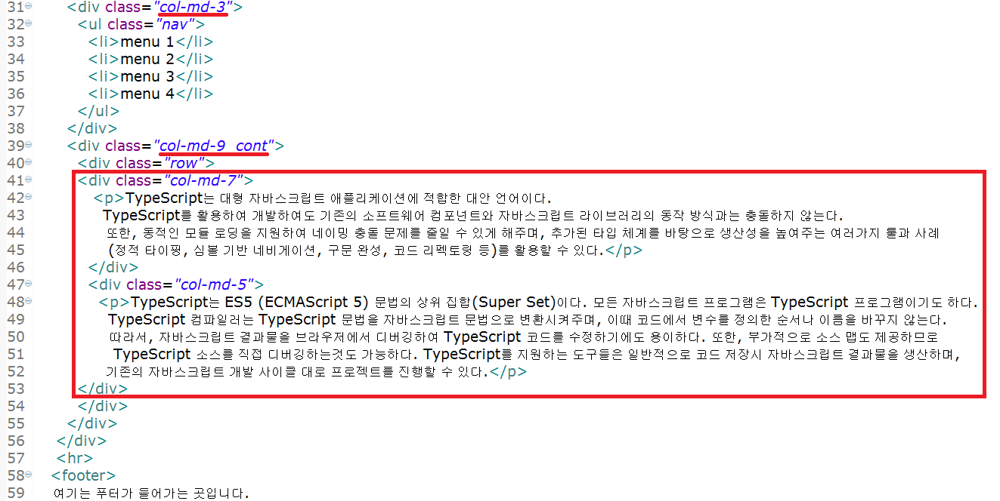 31 <div class="col-md-3">
32 <ul class="nav">
33 <li>menu 1</li>
34 <li>menu 2</li>
35 <li>menu 3</li>
36 <li>menu 4</li>
37 </ul>
38 </div>
39 <div class="col-md-9 cont">
40 <div class="row">
41 <div class="col-md-7">
42 <p>TypeScript는 대형 자바스크립트 애플리케이션에 적합한 대안 언어이다.
43 TypeScript를 활용하여 개발하여도 기존의 소프트웨어 컴포넌트와 자바스크립트 라이브러리의 동작 방식과는 충돌하지 않는다.
44 또한, 동적인 모듈 로딩을 지원하여 네이밍 충돌 문제를 줄일 수 있게 해주며, 추가된 타입 체계를 바탕으로 생산성을 높여주는 여러가지 툴과 사례
45 (정적 타이핑, 심볼 기반 네비게이션, 구문 완성, 코드 리펙토링 등)를 활용할 수 있다.</p>
46 </div>
47 <div class="col-md-5">
48 <p>TypeScript는 ES5 (ECMAScript 5) 문법의 상위 집합(Super Set)이다. 모든 자바스크립트 프로그램은 TypeScript 프로그램이기도 하다.
49 TypeScript 컴파일러는 TypeScript 문법을 자바스크립트 문법으로 변환시켜주며, 이때 코드에서 변수를 정의한 순서나 이름을 바꾸지 않는다.
50 따라서, 자바스크립트 결과물을 브라우저에서 디버깅하여 TypeScript 코드를 수정하기에도 용이하다. 또한, 부가적으로 소스 맵도 제공하므로
51 TypeScript 소스를 직접 디버깅하는것도 가능하다. TypeScript를 지원하는 도구들은 일반적으로 코드 저장시 자바스크립트 결과물을 생산하며,
52 기존의 자바스크립트 개발 사이클 대로 프로젝트를 진행할 수 있다.</p>
53 </div>
54 </div>
55 </div>
56 </div>
57 <hr>
58 <footer>
59 여기는 푸터가 들어가는 곳입니다.